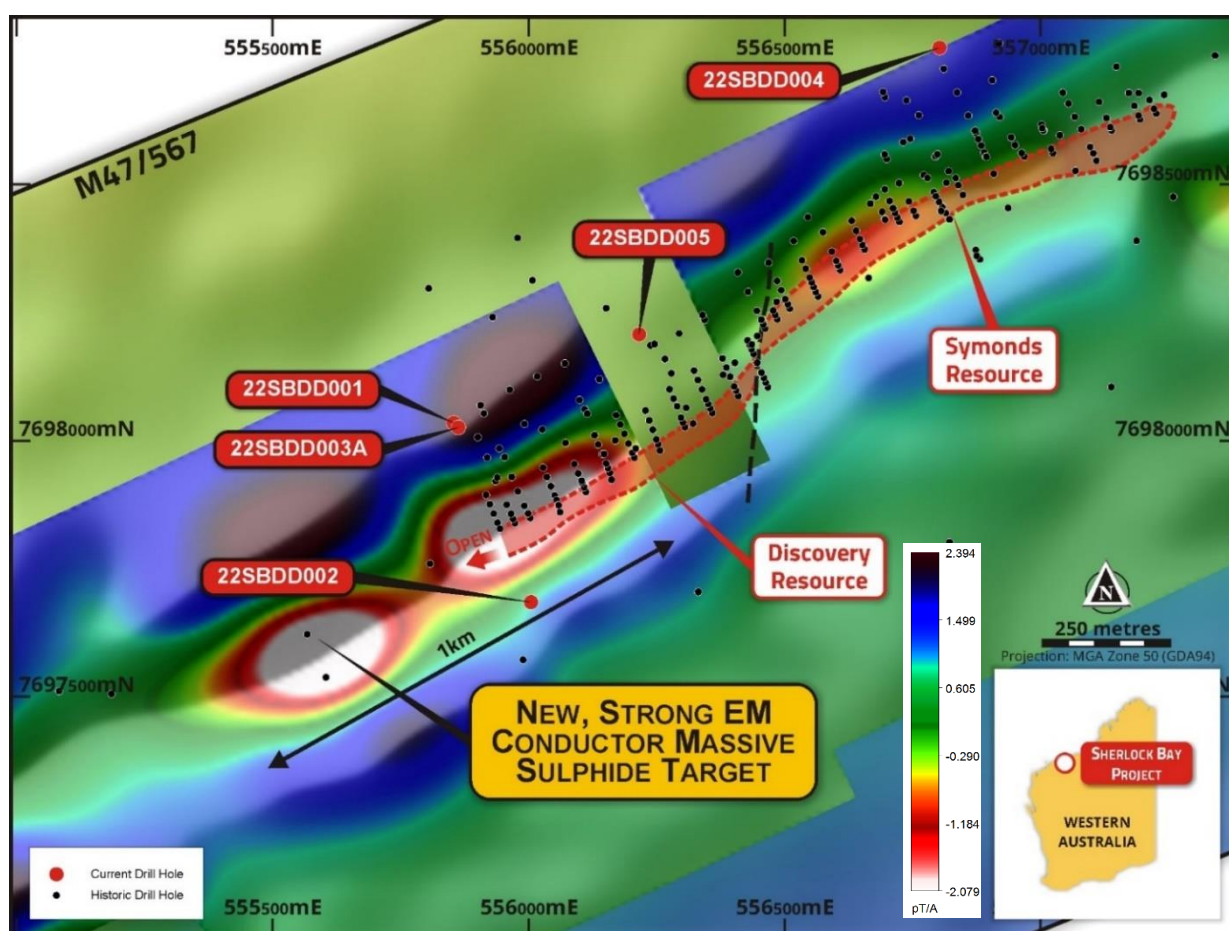 555500mE
556000mE
556500mE
557000mE
22SBDD004
M47/567
7698500mN
22SBDD005
Symonds
Resource
22SBDD001
7698000mN
7698000mN
22SBDD003A
OPEN
Discovery
Resource
22SBDD002
1km
N
250 metres
Projection: MGA Zone 50 (GDA94)
7697500mN
NEW, STRONG EM
CONDUCTOR MASSIVE
SULPHIDE TARGET
2.394
1.499
0.605
-0.290
-1.184
-2.079
pT/A
SHERLOCK BAY
PROJECT
WESTERN
AUSTRALIA
Current Drill Hole
Historic Drill Hole
555500mE
556000mE
556500mE